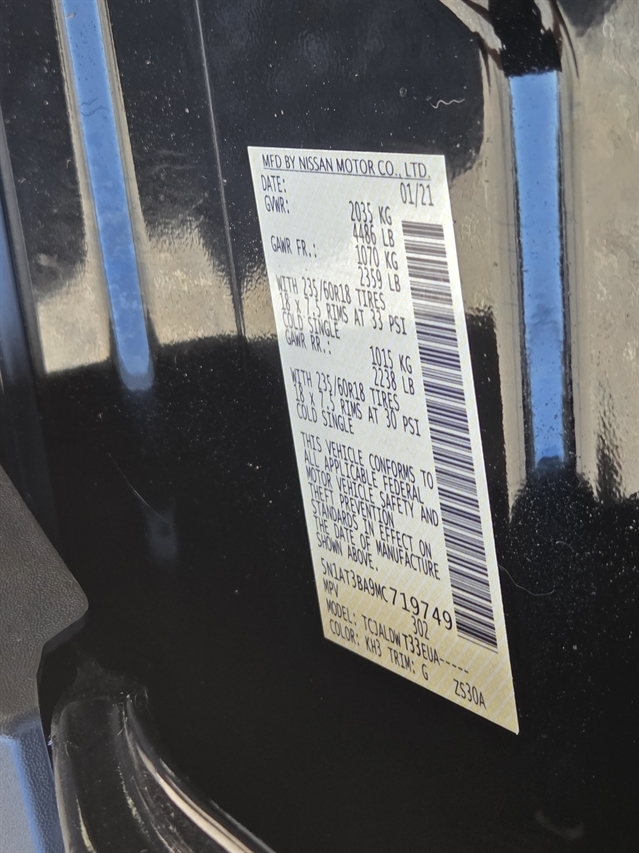 MFD BY NISSAN MOTOR CO., LTD.
DATE: 01/21
GVWR: 2035 KG
4486 LB
GAWR FR.: 1070 KG
2359 LB
WITH 235/60R18 TIRES
18 X 7.5 RIMS AT 33 PSI
COLD SINGLE
GAWR RR.: 1015 KG
2238 LB
WITH 235/60R18 TIRES
18 X 7.5 RIMS AT 30 PSI
COLD SINGLE
THIS VEHICLE CONFORMS TO
ALL APPLICABLE FEDERAL
MOTOR VEHICLE SAFETY AND
THEFT PREVENTION
STANDARDS IN EFFECT ON
THE DATE OF MANUFACTURE
SHOWN ABOVE.
5N1AT3BA9MC719749
MPV 302
MODEL: TCJALDWT33EUA-----
COLOR: KH3 TRIM: G ZS30A